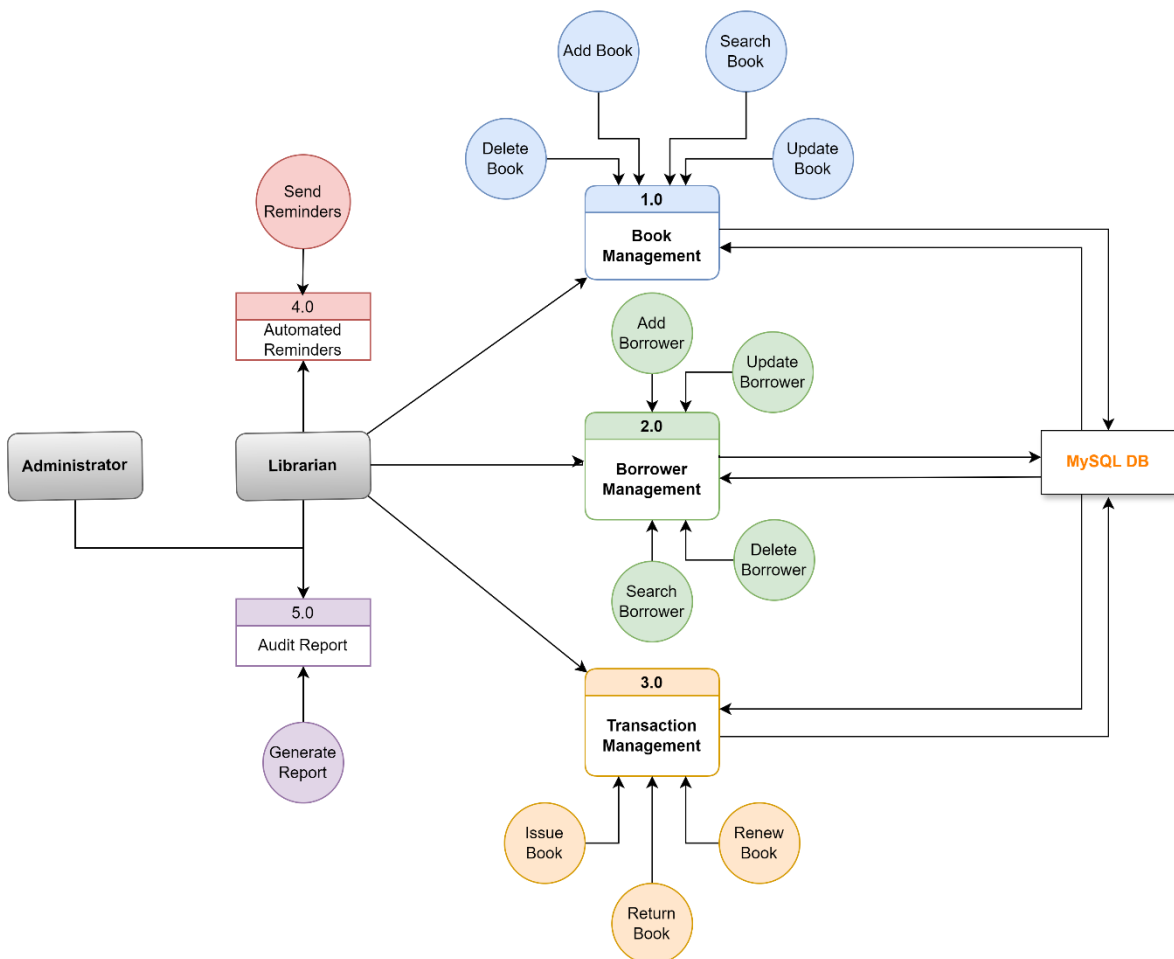 Add Book
Search
Book
Delete
Book
Update
Book
1.0
Book
Management
Send
Reminders
4.0
Automated
Reminders
Add
Borrower
Update
Borrower
2.0
Borrower
Management
Administrator
Librarian
MySQL DB
Search
Borrower
Delete
Borrower
5.0
Audit Report
Generate
Report
3.0
Transaction
Management
Issue
Book
Return
Book
Renew
Book